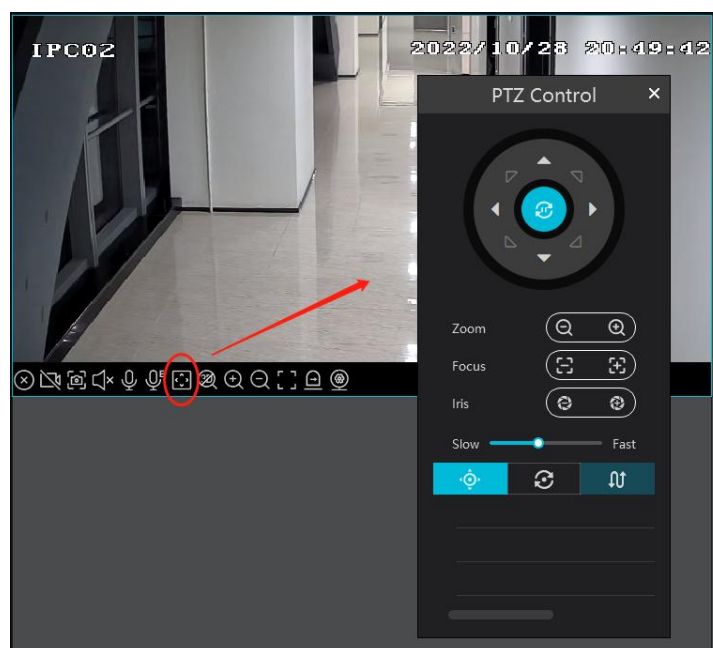 IPC02
2022/10/28 20:49:42
PTZ Control
Zoom
Focus
Iris
Slow Fast